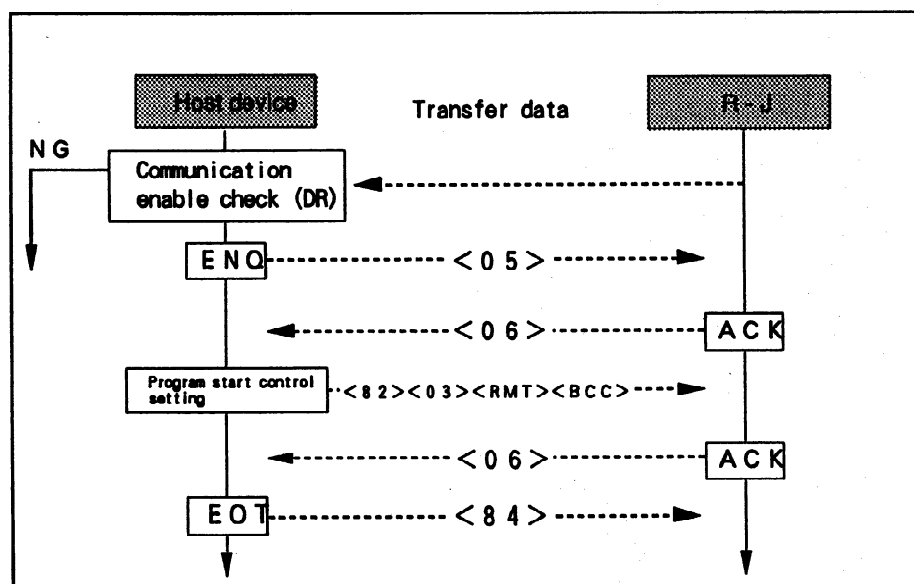 Host device
Transfer data
R-J
NG
Communication
enable check (DR)
ENQ
<05>
<06>
ACK
Program start control
setting
<82><03><RMT><BCC>
<06>
ACK
EOT
<84>